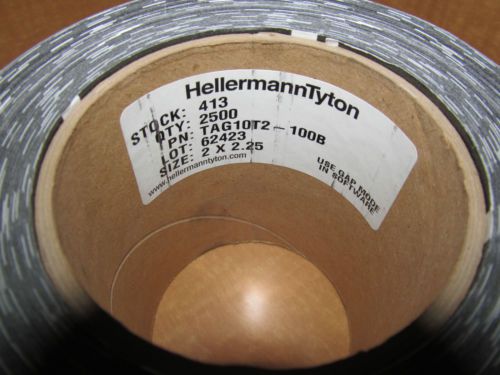 HellermannTyton
STOCK: 413
QTY: 2500
PN: TAG10T2-100B
LOT: 62423
SIZE: 2 X 2.25
www.hellermanntyton.com
USE GAP MODE
IN SOFTWARE